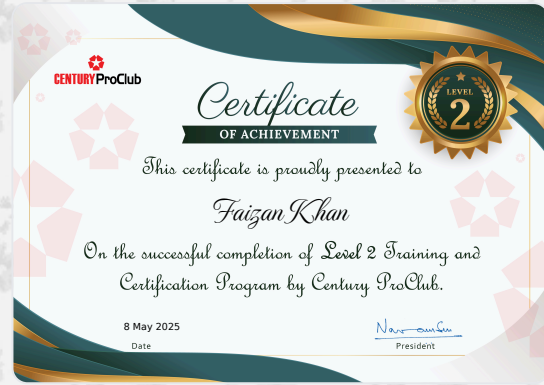 CENTURY ProClub
Certificate
OF ACHIEVEMENT
LEVEL
2
This certificate is proudly presented to
Faizan Khan
On the successful completion of Level 2 Training and
Certification Program by Century ProClub.
8 May 2025
Date
President